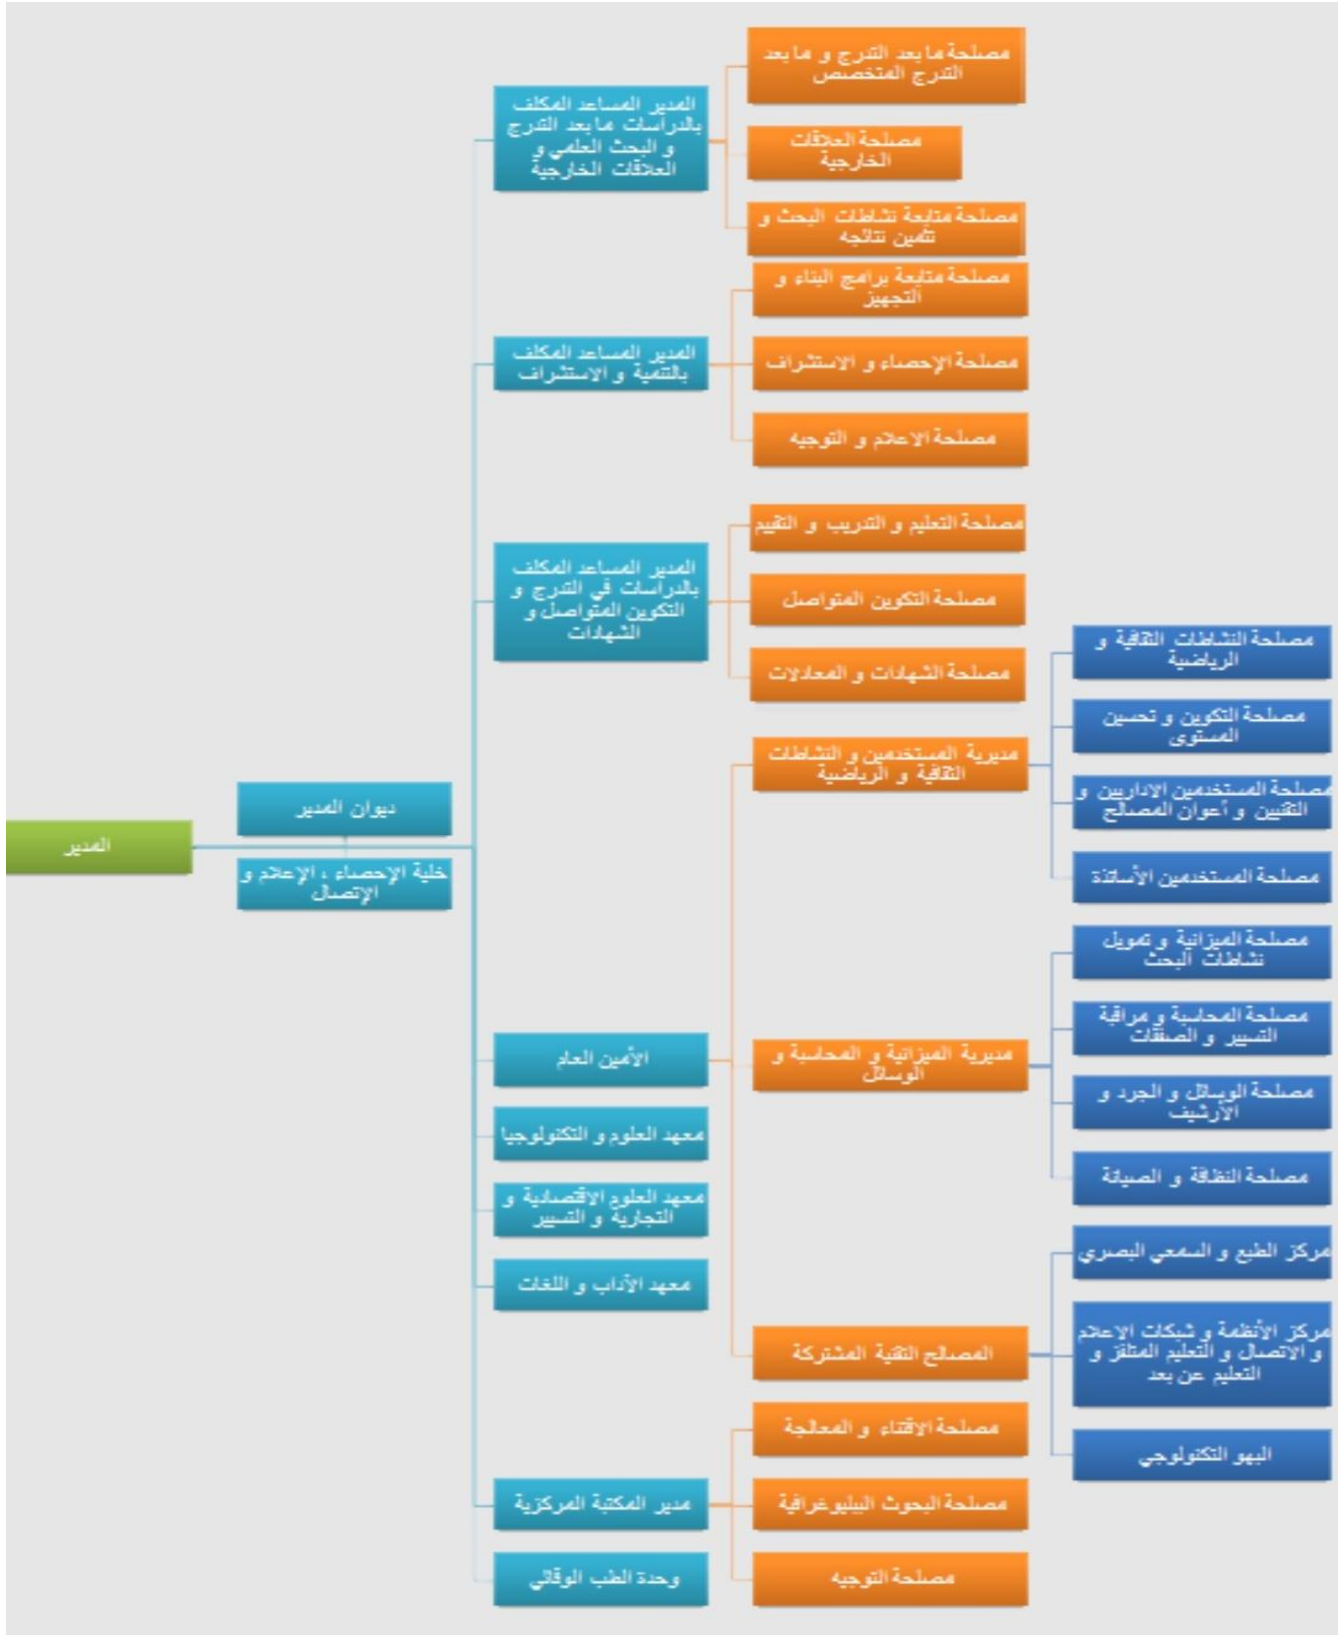 المدير
ديوان المدير
خلية الإحصاء ، الإعلام و
الإتصال
المدير المساعد المكلف
بالدراسات ما بعد التدرج
و البحث العلمي و
العلاقات الخارجية
مصلحة ما بعد التدرج و ما بعد
التدرج المتخصص
مصلحة العلاقات
الخارجية
مصلحة متابعة نشاطات البحث و
تثمين نتائجه
المدير المساعد المكلف
بالتنمية و الاستشراف
مصلحة متابعة برامج البناء و
التجهيز
مصلحة الإحصاء و الاستشراف
مصلحة الاعلام و التوجيه
المدير المساعد المكلف
بالدراسات في التدرج و
التكوين المتواصل و
الشهادات
مصلحة التعليم و التدريب و التقييم
مصلحة التكوين المتواصل
مصلحة الشهادات و المعادلات
الأمين العام
مديرية المستخدمين و النشاطات
الثقافية و الرياضية
مصلحة النشاطات الثقافية و
الرياضية
مصلحة التكوين و تحسين
المستوى
مصلحة المستخدمين الاداريين و
التقنيين و أعوان المصالح
مصلحة المستخدمين الأساتذة
مديرية الميزانية و المحاسبة و
الوسائل
مصلحة الميزانية و تمويل
نشاطات البحث
مصلحة المحاسبة و مراقبة
التسيير و الصفقات
مصلحة الوسائل و الجرد و
الأرشيف
مصلحة النظافة و الصيانة
المصالح التقنية المشتركة
مركز الطبع و السمعي البصري
مركز الأنظمة و شبكات الاعلام
و الاتصال و التعليم المتلفز و
التعليم عن بعد
البهو التكنولوجي
معهد العلوم و التكنولوجيا
معهد العلوم الاقتصادية و
التجارية و التسيير
معهد الآداب و اللغات
مدير المكتبة المركزية
مصلحة الاقتناء و المعالجة
مصلحة البحوث البيليوغرافية
مصلحة التوجيه
وحدة الطب الوقائي